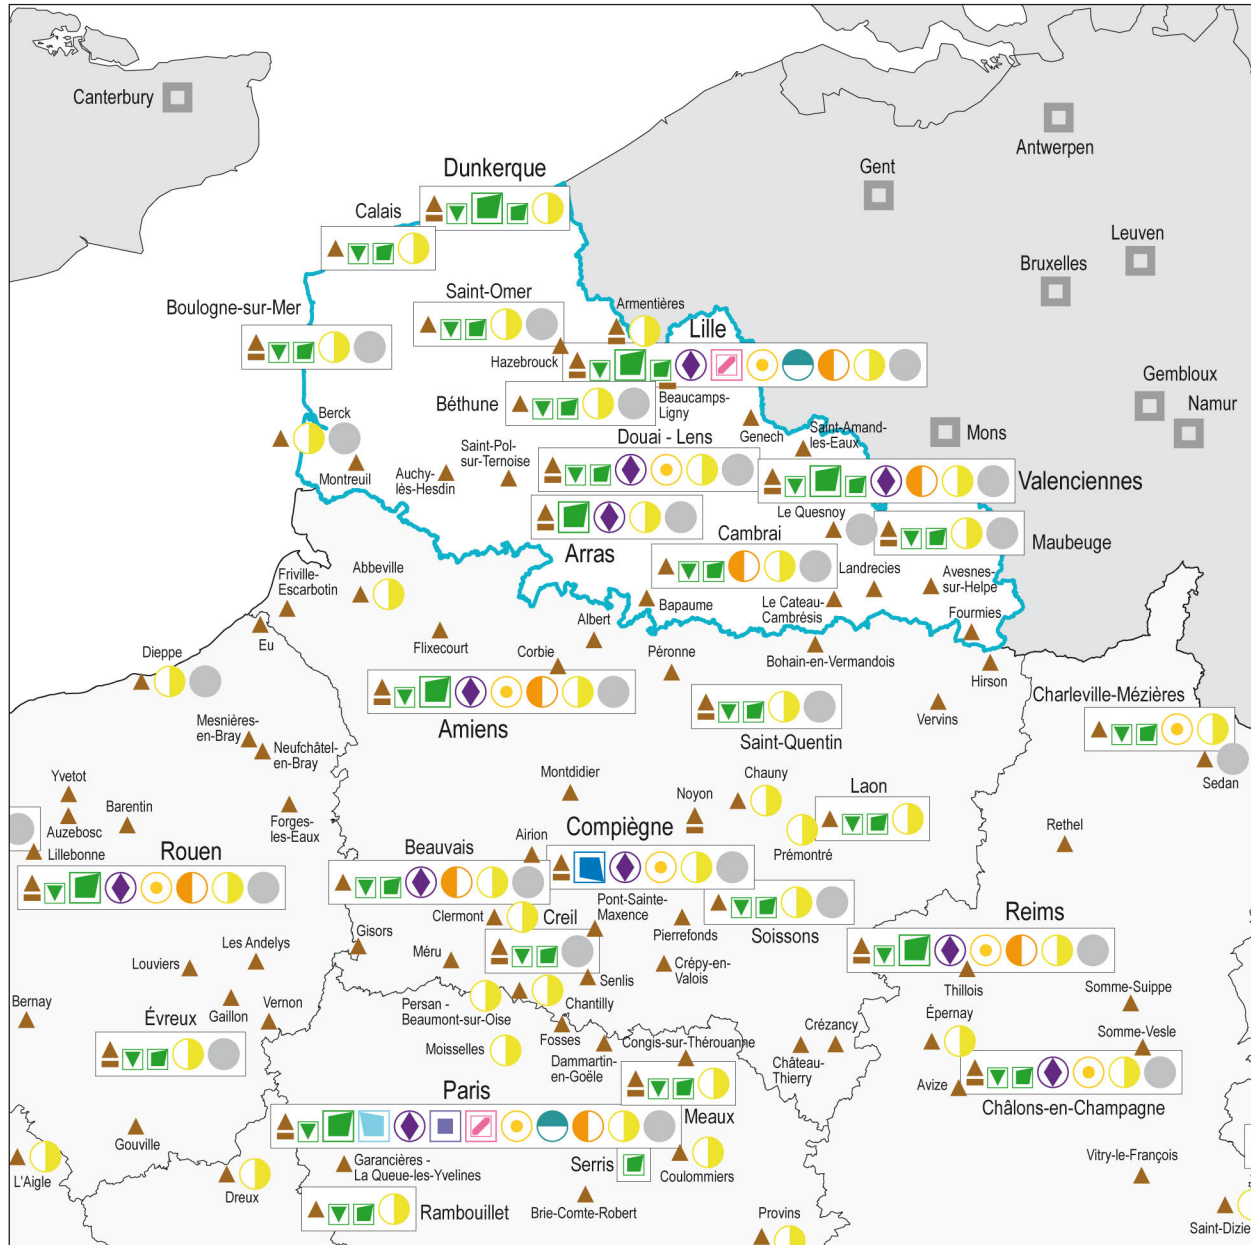 Canterbury
Antwerpen
Gent
Dunkerque
Calais
Leuven
Bruxelles
Saint-Omer
Armentières
Boulogne-sur-Mer
Lille
Hazebrouck
Gembloux
Namur
Béthune
Beaucamps-
Ligny
Berck
Genech
Saint-Amand-
les-Eaux
Mons
Douai - Lens
Saint-Pol-
sur-Ternoise
Montreuil
Auchy-
lès-Hesdin
Valenciennes
Le Quesnoy
Cambrai
Maubeuge
Arras
Landrecies
Avesnes-
sur-Helpe
Friville-
Escarbotin
Abbeville
Bapaume
Le Cateau-
Cambrésis
Fourmies
Albert
Eu
Flixecourt
Corbie
Péronne
Bohain-en-Vermandois
Dieppe
Hirson
Charleville-Mézières
Mesnières-
en-Bray
Amiens
Saint-Quentin
Vervins
Neufchâtel-
en-Bray
Yvetot
Montdidier
Chauny
Sedan
Barentin
Noyon
Laon
Auzebosc
Forges-
les-Eaux
Rethel
Airion
Compiègne
Lillebonne
Rouen
Beauvais
Prémontré
Clermont
Creil
Pont-Sainte-
Maxence
Gisors
Pierrefonds
Soissons
Reims
Les Andelys
Louviers
Méru
Crépy-en-
Valois
Senlis
Thillois
Bernay
Gaillon
Vernon
Persan -
Beaumont-sur-Oise
Chantilly
Somme-Suippe
Évreux
Fosses
Crézancy
Épernay
Somme-Vesle
Moisselles
Dammartin-
en-Goële
Congis-sur-Thérouanne
Château-
Thierry
Avize
Paris
Meaux
Châlons-en-Champagne
Gouville
Garancières -
La Queue-les-Yvelines
Serris
Coulommiers
Vitry-le-François
L'Aigle
Dreux
Rambouillet
Brie-Comte-Robert
Provins
Saint-Dizie